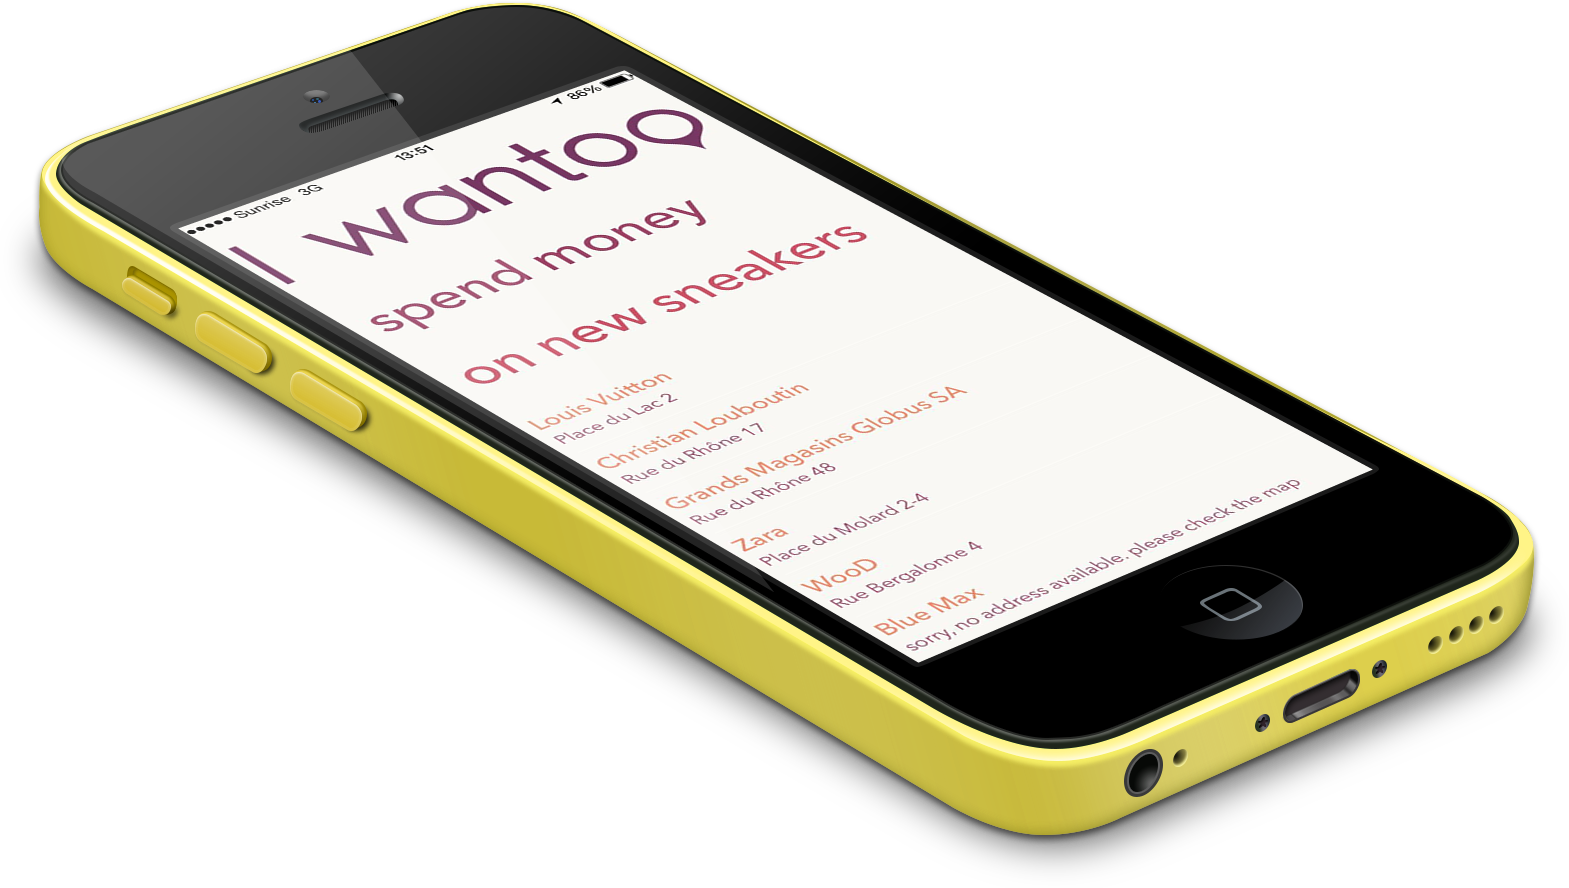 Sunrise 3G 13:51 86%
I wantoo
spend money
on new sneakers
Louis Vuitton
Place du Lac 2
Christian Louboutin
Rue du Rhône 17
Grands Magasins Globus SA
Rue du Rhône 48
Zara
Place du Molard 2-4
WooD
Rue Bergalonne 4
Blue Max
sorry, no address available. please check the map